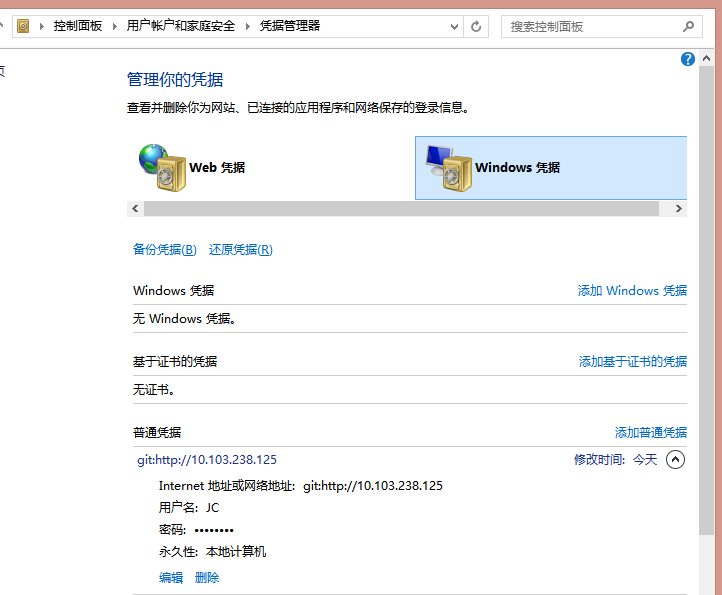 控制面板 用户帐户和家庭安全 凭据管理器 搜索控制面板
页
管理你的凭据
查看并删除你为网站、已连接的应用程序和网络保存的登录信息。
Web 凭据 Windows 凭据
备份凭据(B) 还原凭据(R)
Windows 凭据 添加 Windows 凭据
无 Windows 凭据。
基于证书的凭据 添加基于证书的凭据
无证书。
普通凭据 添加普通凭据
git:http://10.103.238.125 修改时间: 今天
Internet 地址或网络地址: git:http://10.103.238.125
用户名: JC
密码: ••••••••
永久性: 本地计算机
编辑 删除